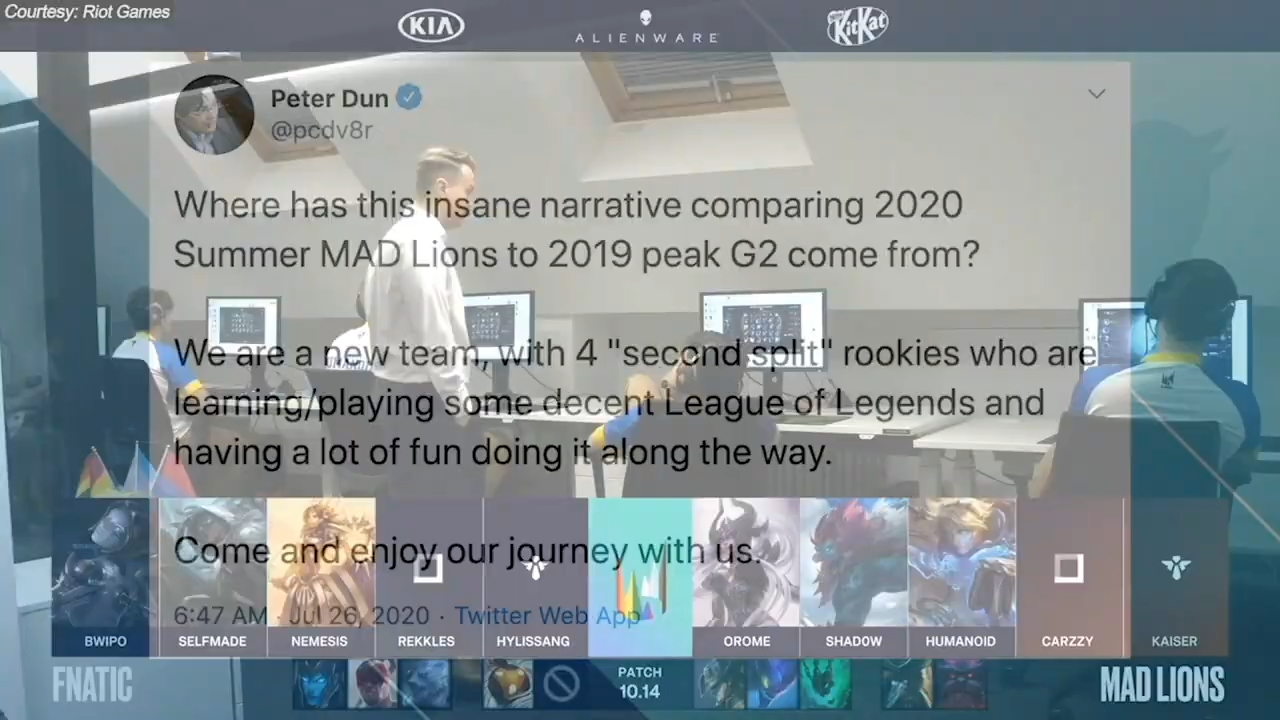 Courtesy: Riot Games
KIA
ALIENWARE
KitKat
Peter Dun
@pcdv8r
Where has this insane narrative comparing 2020
Summer MAD Lions to 2019 peak G2 come from?
We are a new team, with 4 "second split" rookies who are
learning/playing some decent League of Legends and
having a lot of fun doing it along the way.
Come and enjoy our journey with us.
6:47 AM · Jul 26, 2020 · Twitter Web App
BWIPO
SELFMADE
NEMESIS
REKKLES
HYLISSANG
OROME
SHADOW
HUMANOID
CARZZY
KAISER
FNATIC
PATCH
10.14
MAD LIONS